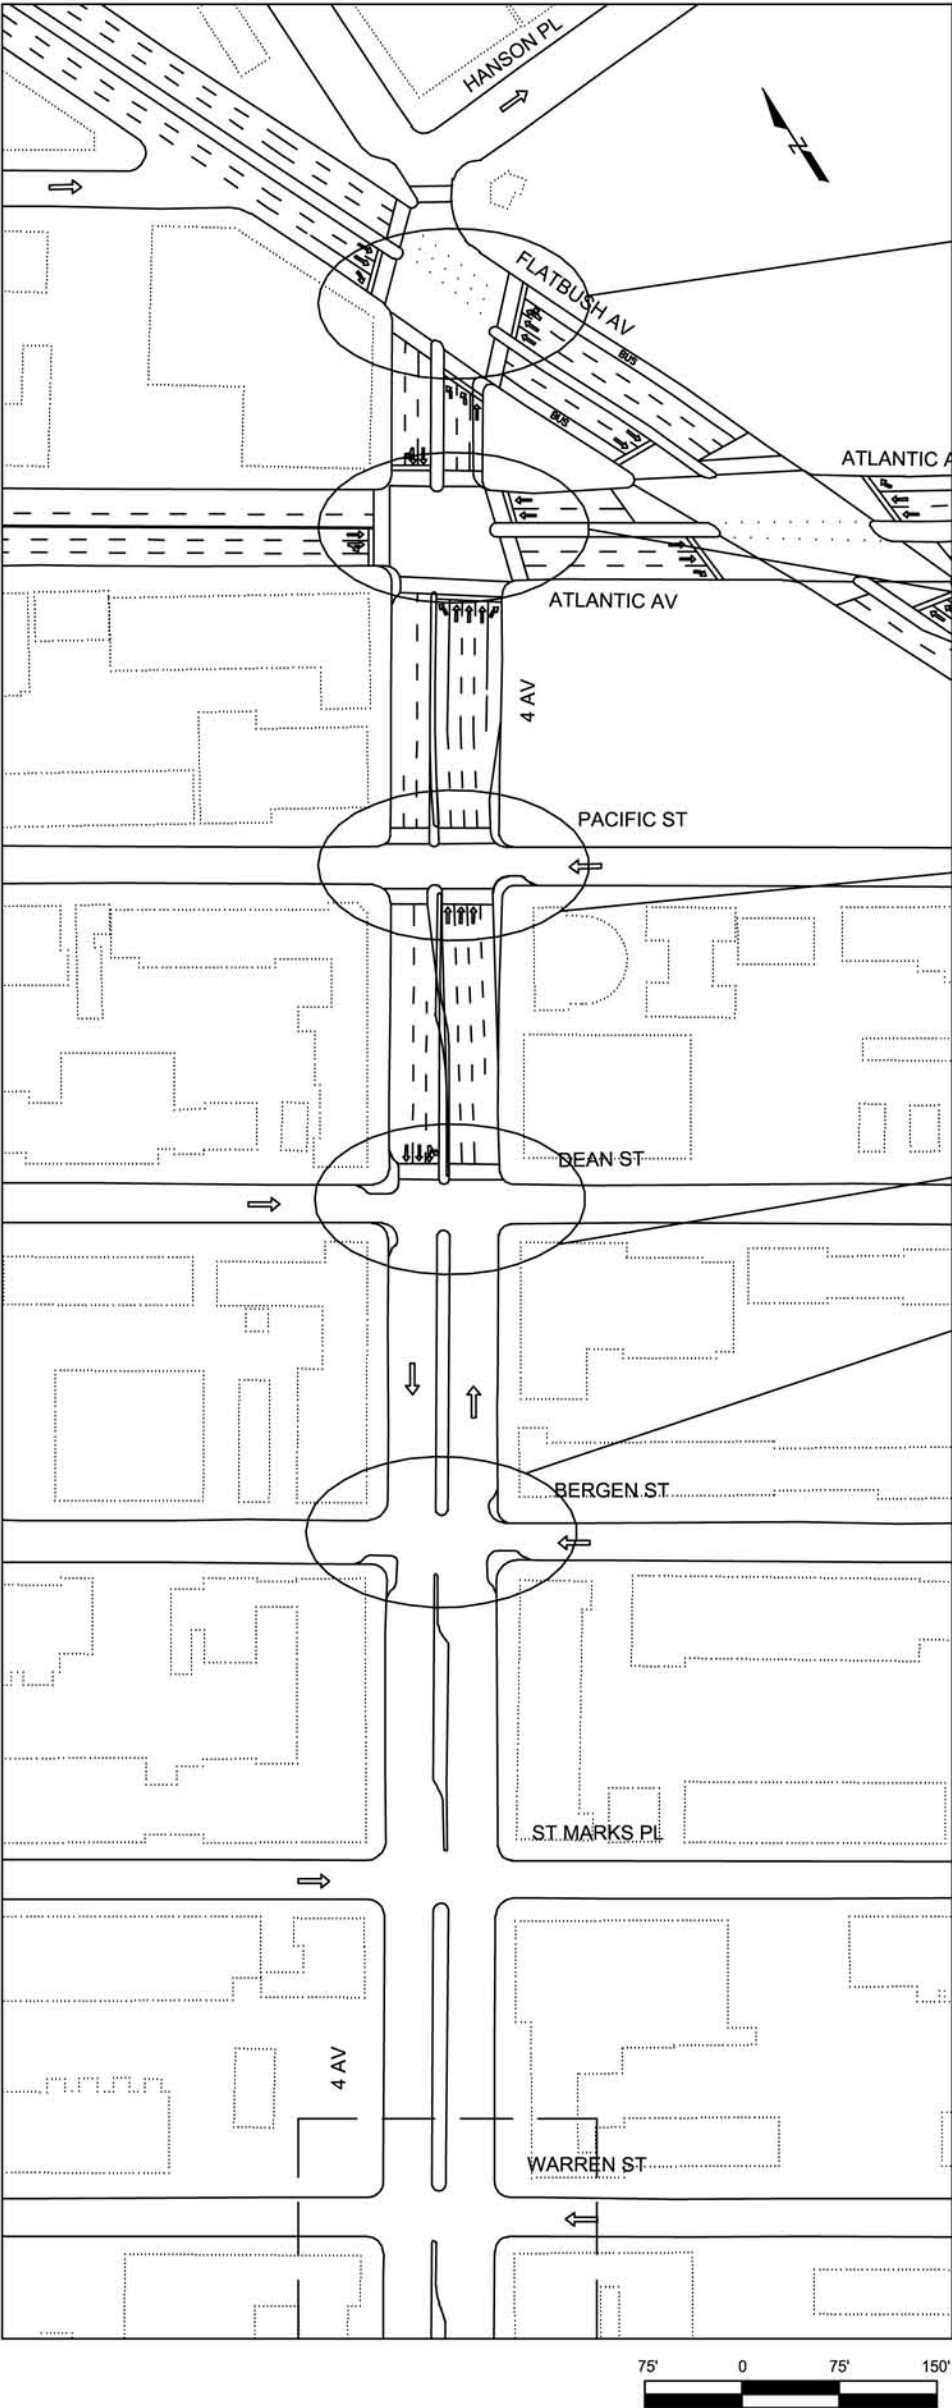 HANSON PL
N
FLATBUSH AV
BUS
BUS
ATLANTIC A
ATLANTIC AV
4 AV
PACIFIC ST
DEAN ST
BERGEN ST
ST MARKS PL
4 AV
WARREN ST
75' 0 75' 150'